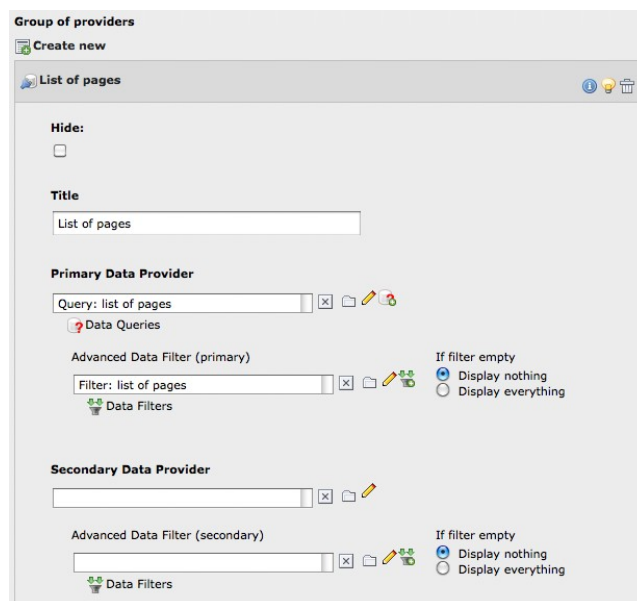 Group of providers
Create new
List of pages
Hide:
Title
List of pages
Primary Data Provider
Query: list of pages
Data Queries
Advanced Data Filter (primary)
If filter empty
Filter: list of pages
Display nothing
Display everything
Data Filters
Secondary Data Provider
Advanced Data Filter (secondary)
If filter empty
Display nothing
Display everything
Data Filters